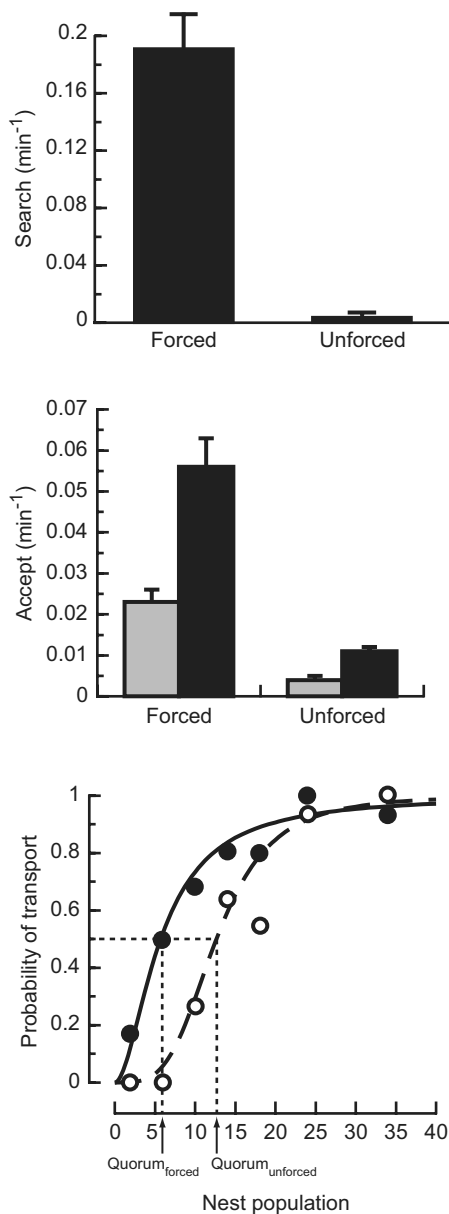 Search (min-1)
0.2
0.16
0.12
0.08
0.04
0
Forced Unforced
Accept (min-1)
0.07
0.06
0.05
0.04
0.03
0.02
0.01
0
Forced Unforced
Probability of transport
1
0.8
0.6
0.4
0.2
0
0 5 10 15 20 25 30 35 40
Quorumforced Quorumunforced
Nest population